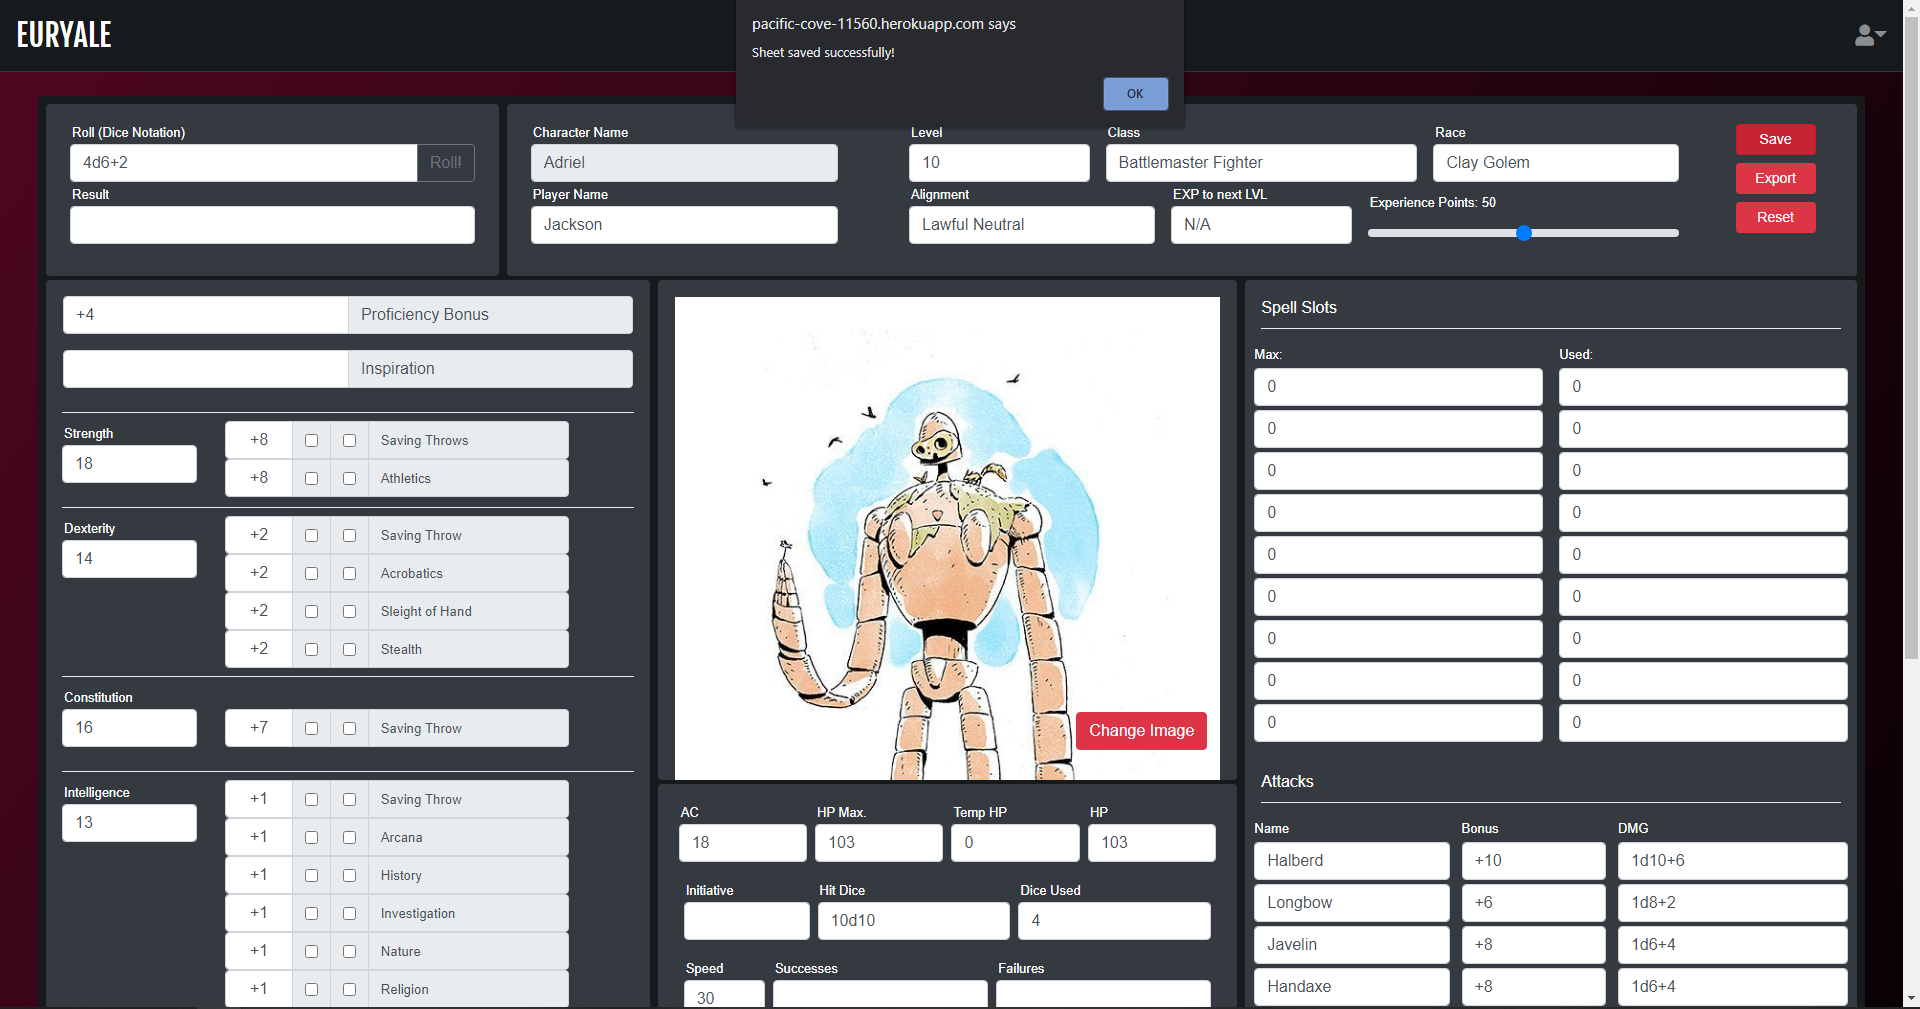 EURYALE
pacific-cove-11560.herokuapp.com says
Sheet saved successfully!
OK
Roll (Dice Notation)
4d6+2
Roll!
Result
Character Name
Adriel
Level
10
Class
Battlemaster Fighter
Race
Clay Golem
Player Name
Jackson
Alignment
Lawful Neutral
EXP to next LVL
N/A
Experience Points: 50
Save
Export
Reset
+4 Proficiency Bonus
Inspiration
Strength
18
+8 Saving Throws
+8 Athletics
Dexterity
14
+2 Saving Throw
+2 Acrobatics
+2 Sleight of Hand
+2 Stealth
Constitution
16
+7 Saving Throw
Intelligence
13
+1 Saving Throw
+1 Arcana
+1 History
+1 Investigation
+1 Nature
+1 Religion
Change Image
AC HP Max. Temp HP HP
18 103 0 103
Initiative Hit Dice Dice Used
10d10 4
Speed Successes Failures
30
Spell Slots
Max: Used:
0 0
0 0
0 0
0 0
0 0
0 0
0 0
0 0
0 0
Attacks
Name Bonus DMG
Halberd +10 1d10+6
Longbow +6 1d8+2
Javelin +8 1d6+4
Handaxe +8 1d6+4